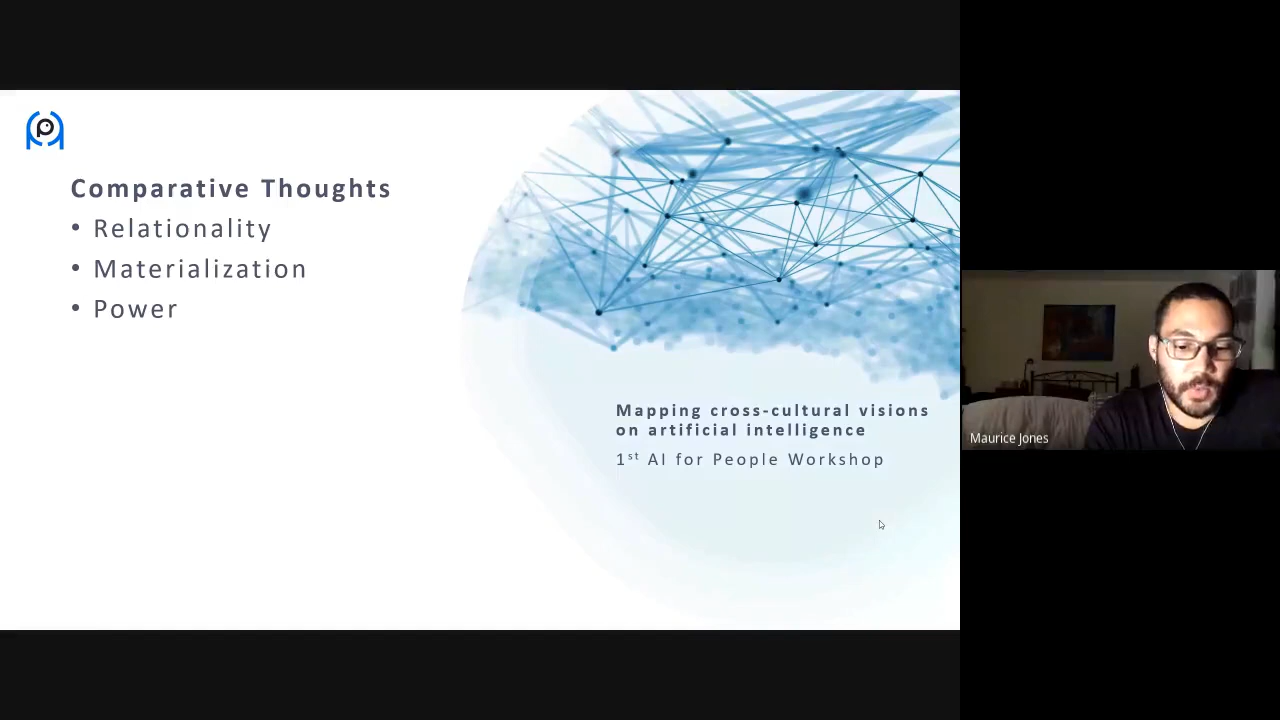 Comparative Thoughts
• Relationality
• Materialization
• Power
Mapping cross-cultural visions
on artificial intelligence
1st AI for People Workshop
Maurice Jones